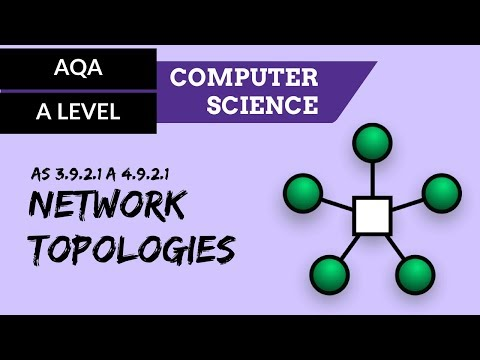 AQA
A LEVEL
COMPUTER
SCIENCE
AS 3.9.2.1 A 4.9.2.1
NETWORK
TOPOLOGIES